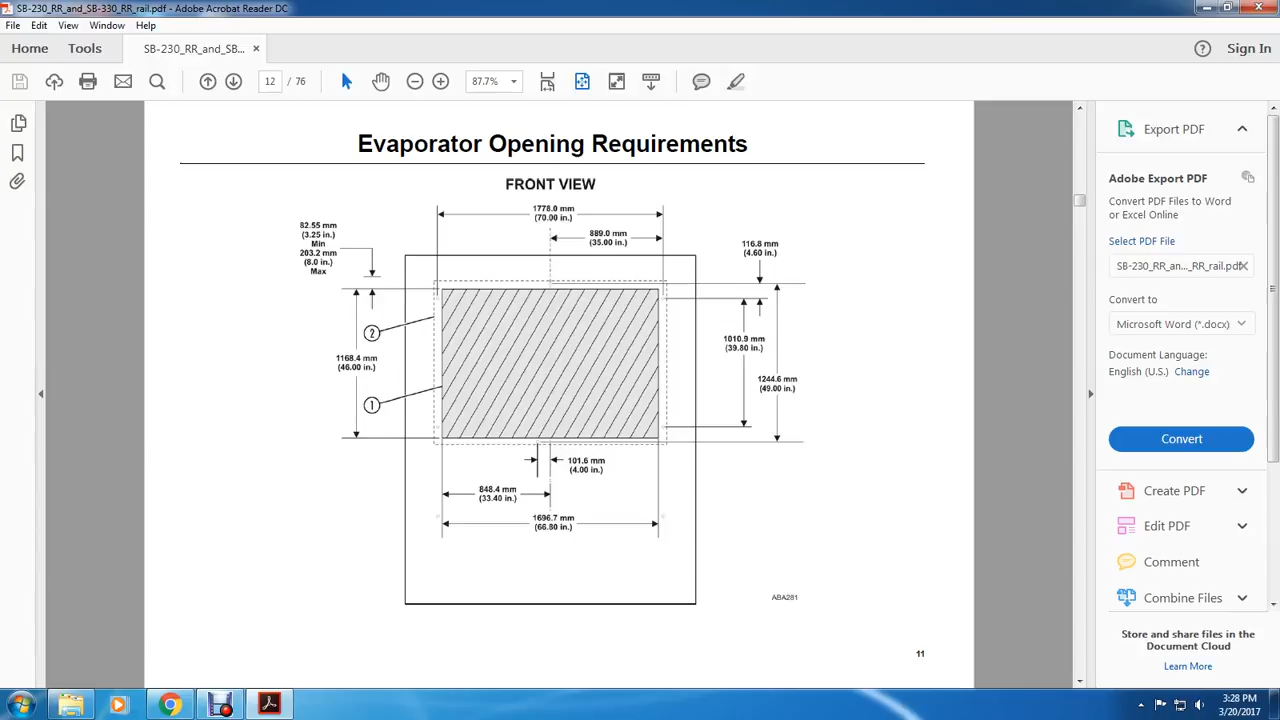 SB-230_RR_and_SB-330_RR_rail.pdf - Adobe Acrobat Reader DC
File Edit View Window Help
Home Tools SB-230_RR_and_SB... × Sign In
12 / 76 87.7%
Evaporator Opening Requirements
FRONT VIEW
1778.0 mm
(70.00 in.)
82.55 mm
(3.25 in.)
Min
203.2 mm
(8.0 in.)
Max
889.0 mm
(35.00 in.)
116.8 mm
(4.60 in.)
2
1010.9 mm
(39.80 in.)
1168.4 mm
(46.00 in.)
1244.6 mm
(49.00 in.)
1
101.6 mm
(4.00 in.)
848.4 mm
(33.40 in.)
1696.7 mm
(66.80 in.)
ABA281
11
Export PDF
Adobe Export PDF
Convert PDF Files to Word
or Excel Online
Select PDF File
SB-230_RR_an..._RR_rail.pdf
Convert to
Microsoft Word (*.docx)
Document Language:
English (U.S.) Change
Convert
Create PDF
Edit PDF
Comment
Combine Files
Store and share files in the
Document Cloud
Learn More
3:28 PM
3/20/2017